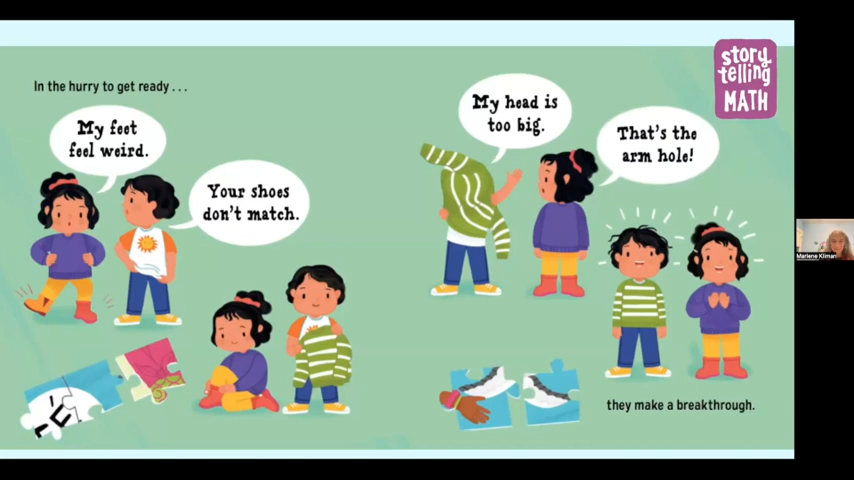 In the hurry to get ready . . .
My feet
feel weird.
Your shoes
don't match.
My head is
too big.
That's the
arm hole!
they make a breakthrough.
story
telling
MATH
Marlene Kliman